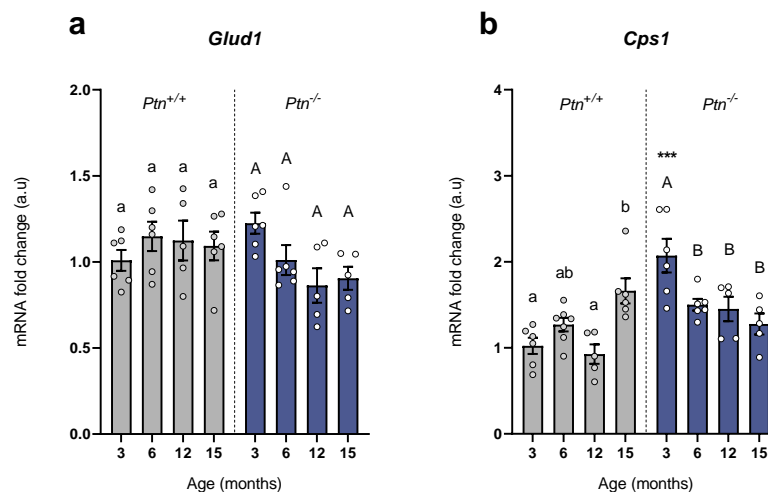 a
Glud1
2.0
1.5
1.0
0.5
0.0
mRNA fold change (a.u)
Ptn+/+
Ptn-/-
a a a a
A A A A
3 6 12 15 3 6 12 15
Age (months)
b
Cps1
4
3
2
1
0
mRNA fold change (a.u)
Ptn+/+
Ptn-/-
***
a ab a b
A B B B
3 6 12 15 3 6 12 15
Age (months)